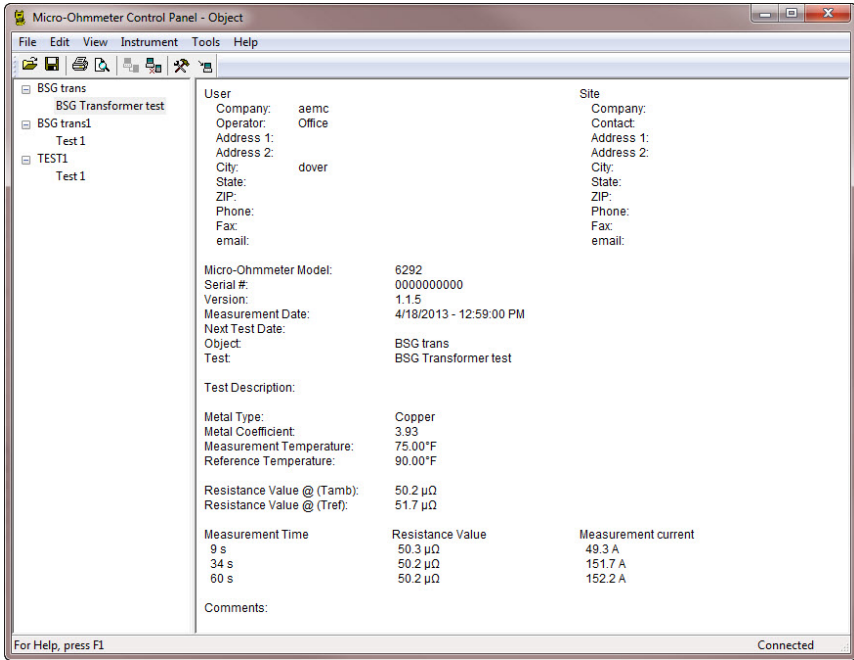 Micro-Ohmmeter Control Panel - Object
File Edit View Instrument Tools Help
BSG trans
BSG Transformer test
BSG trans1
Test 1
TEST1
Test 1
User Site
Company: aemc Company:
Operator: Office Contact:
Address 1: Address 1:
Address 2: Address 2:
City: dover City:
State: State:
ZIP: ZIP:
Phone: Phone:
Fax: Fax:
email: email:
Micro-Ohmmeter Model: 6292
Serial #: 0000000000
Version: 1.1.5
Measurement Date: 4/18/2013 - 12:59:00 PM
Next Test Date:
Object: BSG trans
Test: BSG Transformer test
Test Description:
Metal Type: Copper
Metal Coefficient: 3.93
Measurement Temperature: 75.00°F
Reference Temperature: 90.00°F
Resistance Value @ (Tamb): 50.2 µΩ
Resistance Value @ (Tref): 51.7 µΩ
Measurement Time Resistance Value Measurement current
9 s 50.3 µΩ 49.3 A
34 s 50.2 µΩ 151.7 A
60 s 50.2 µΩ 152.2 A
Comments:
For Help, press F1 Connected